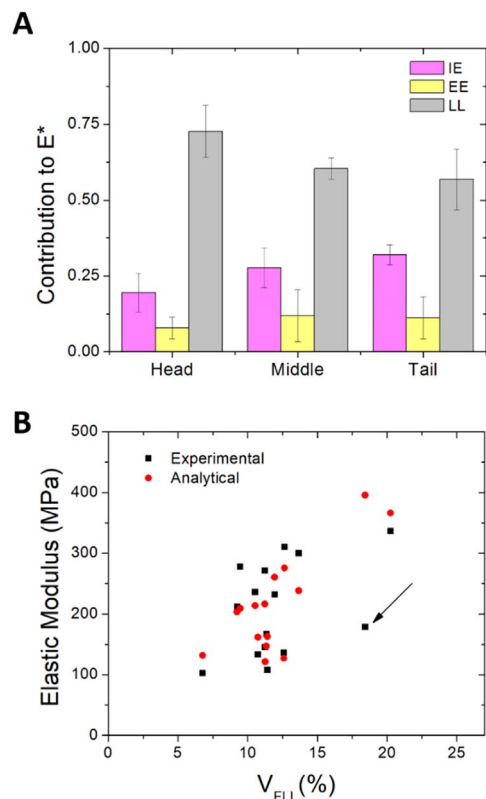 A
Contribution to E*
1.00
0.75
0.50
0.25
0.00
IE
EE
LL
Head Middle Tail
B
Elastic Modulus (MPa)
500
400
300
200
100
0
Experimental
Analytical
0 5 10 15 20 25
V_ELL (%)